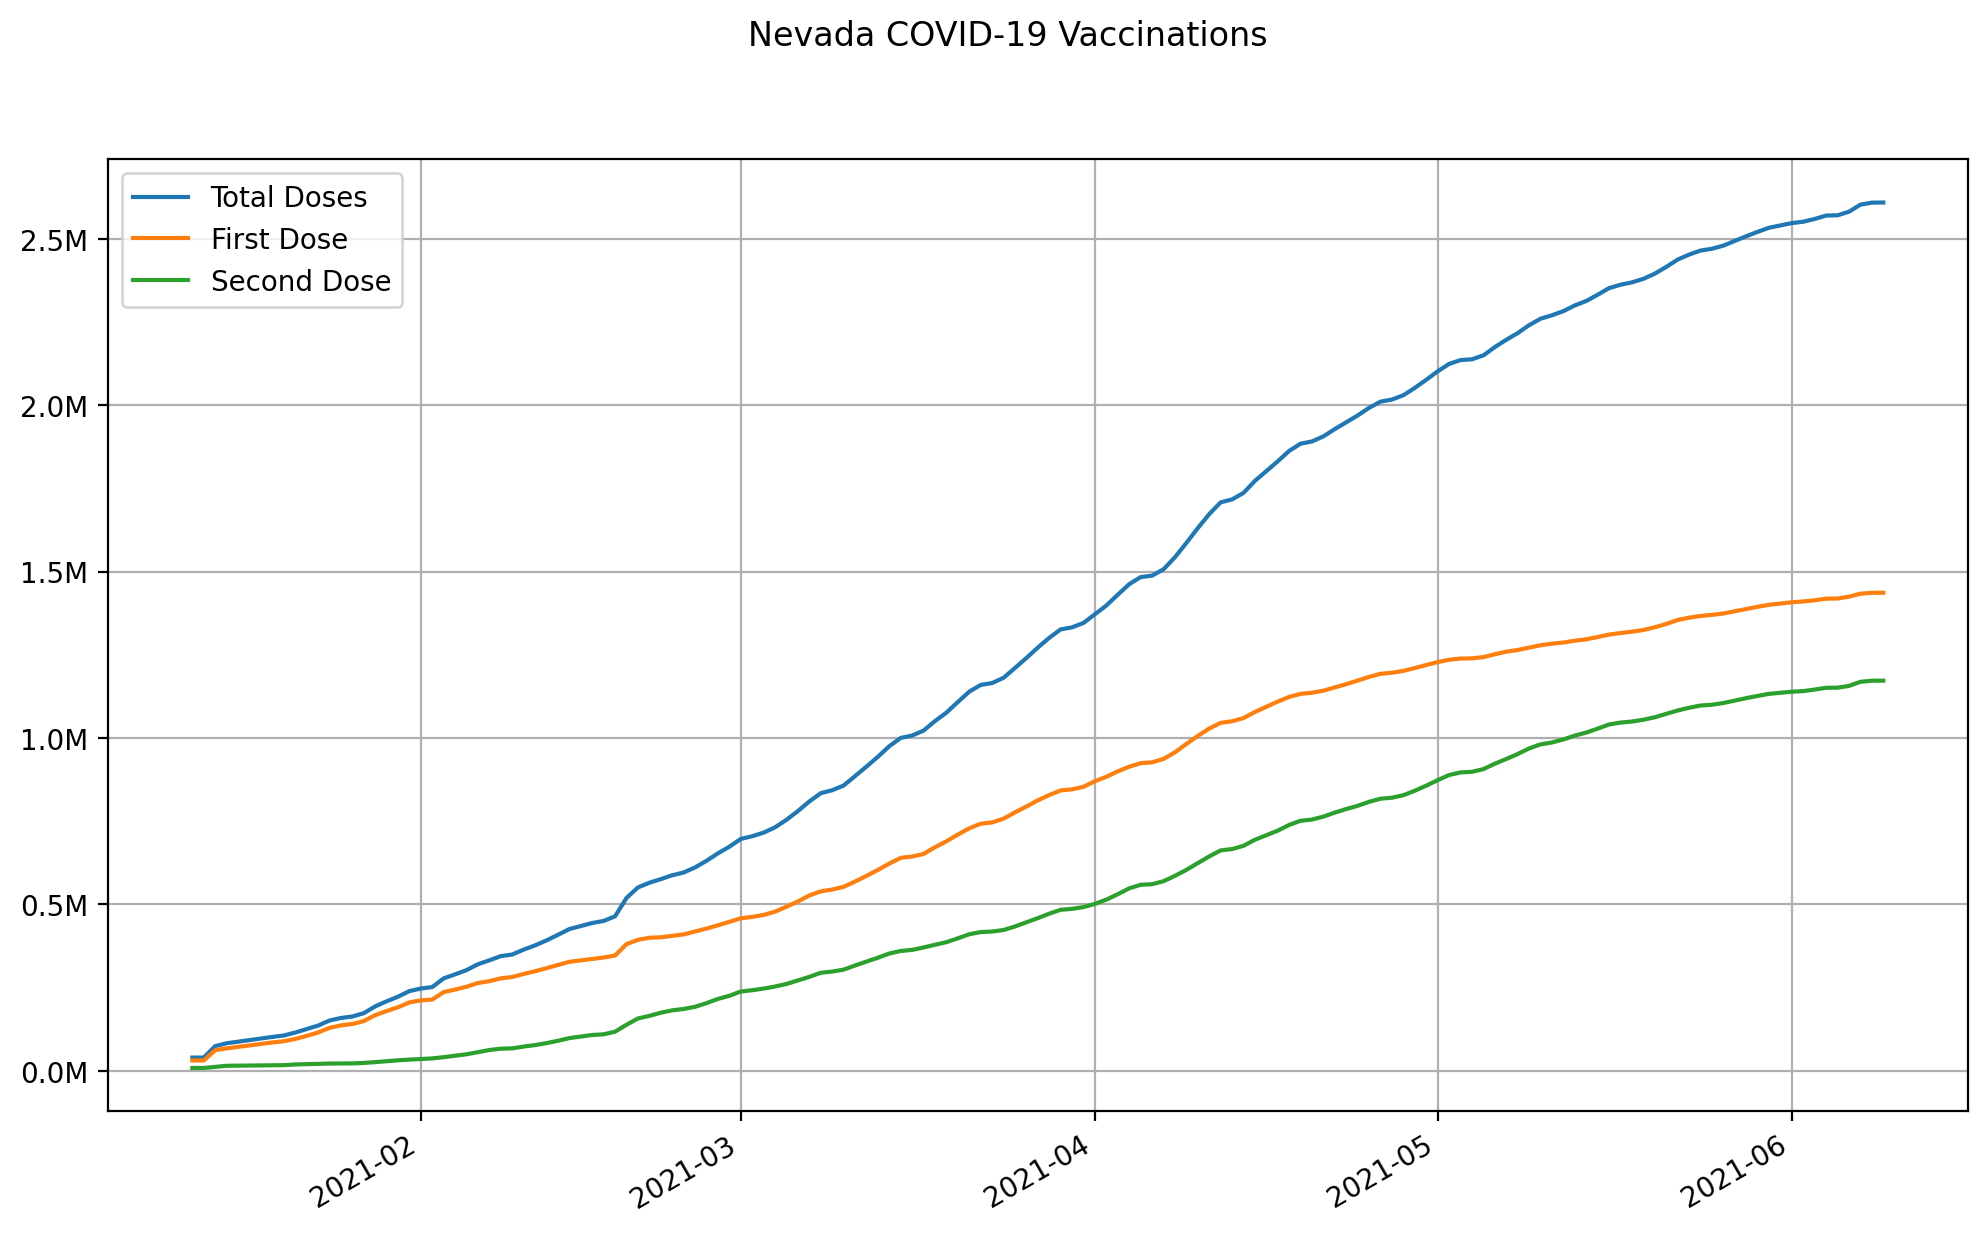 Nevada COVID-19 Vaccinations
Total Doses
First Dose
Second Dose
2.5M
2.0M
1.5M
1.0M
0.5M
0.0M
2021-02
2021-03
2021-04
2021-05
2021-06